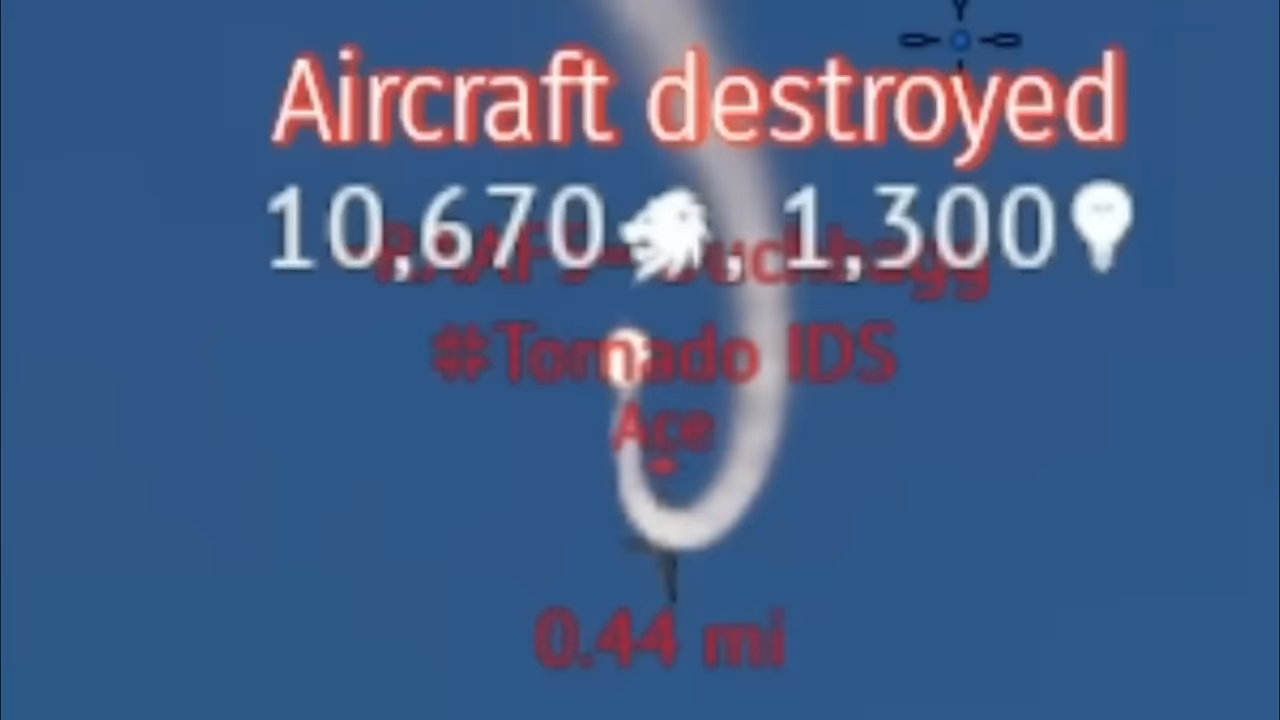 Aircraft destroyed
10,670, 1,300
#Tornado IDS
Ace
0.44 mi